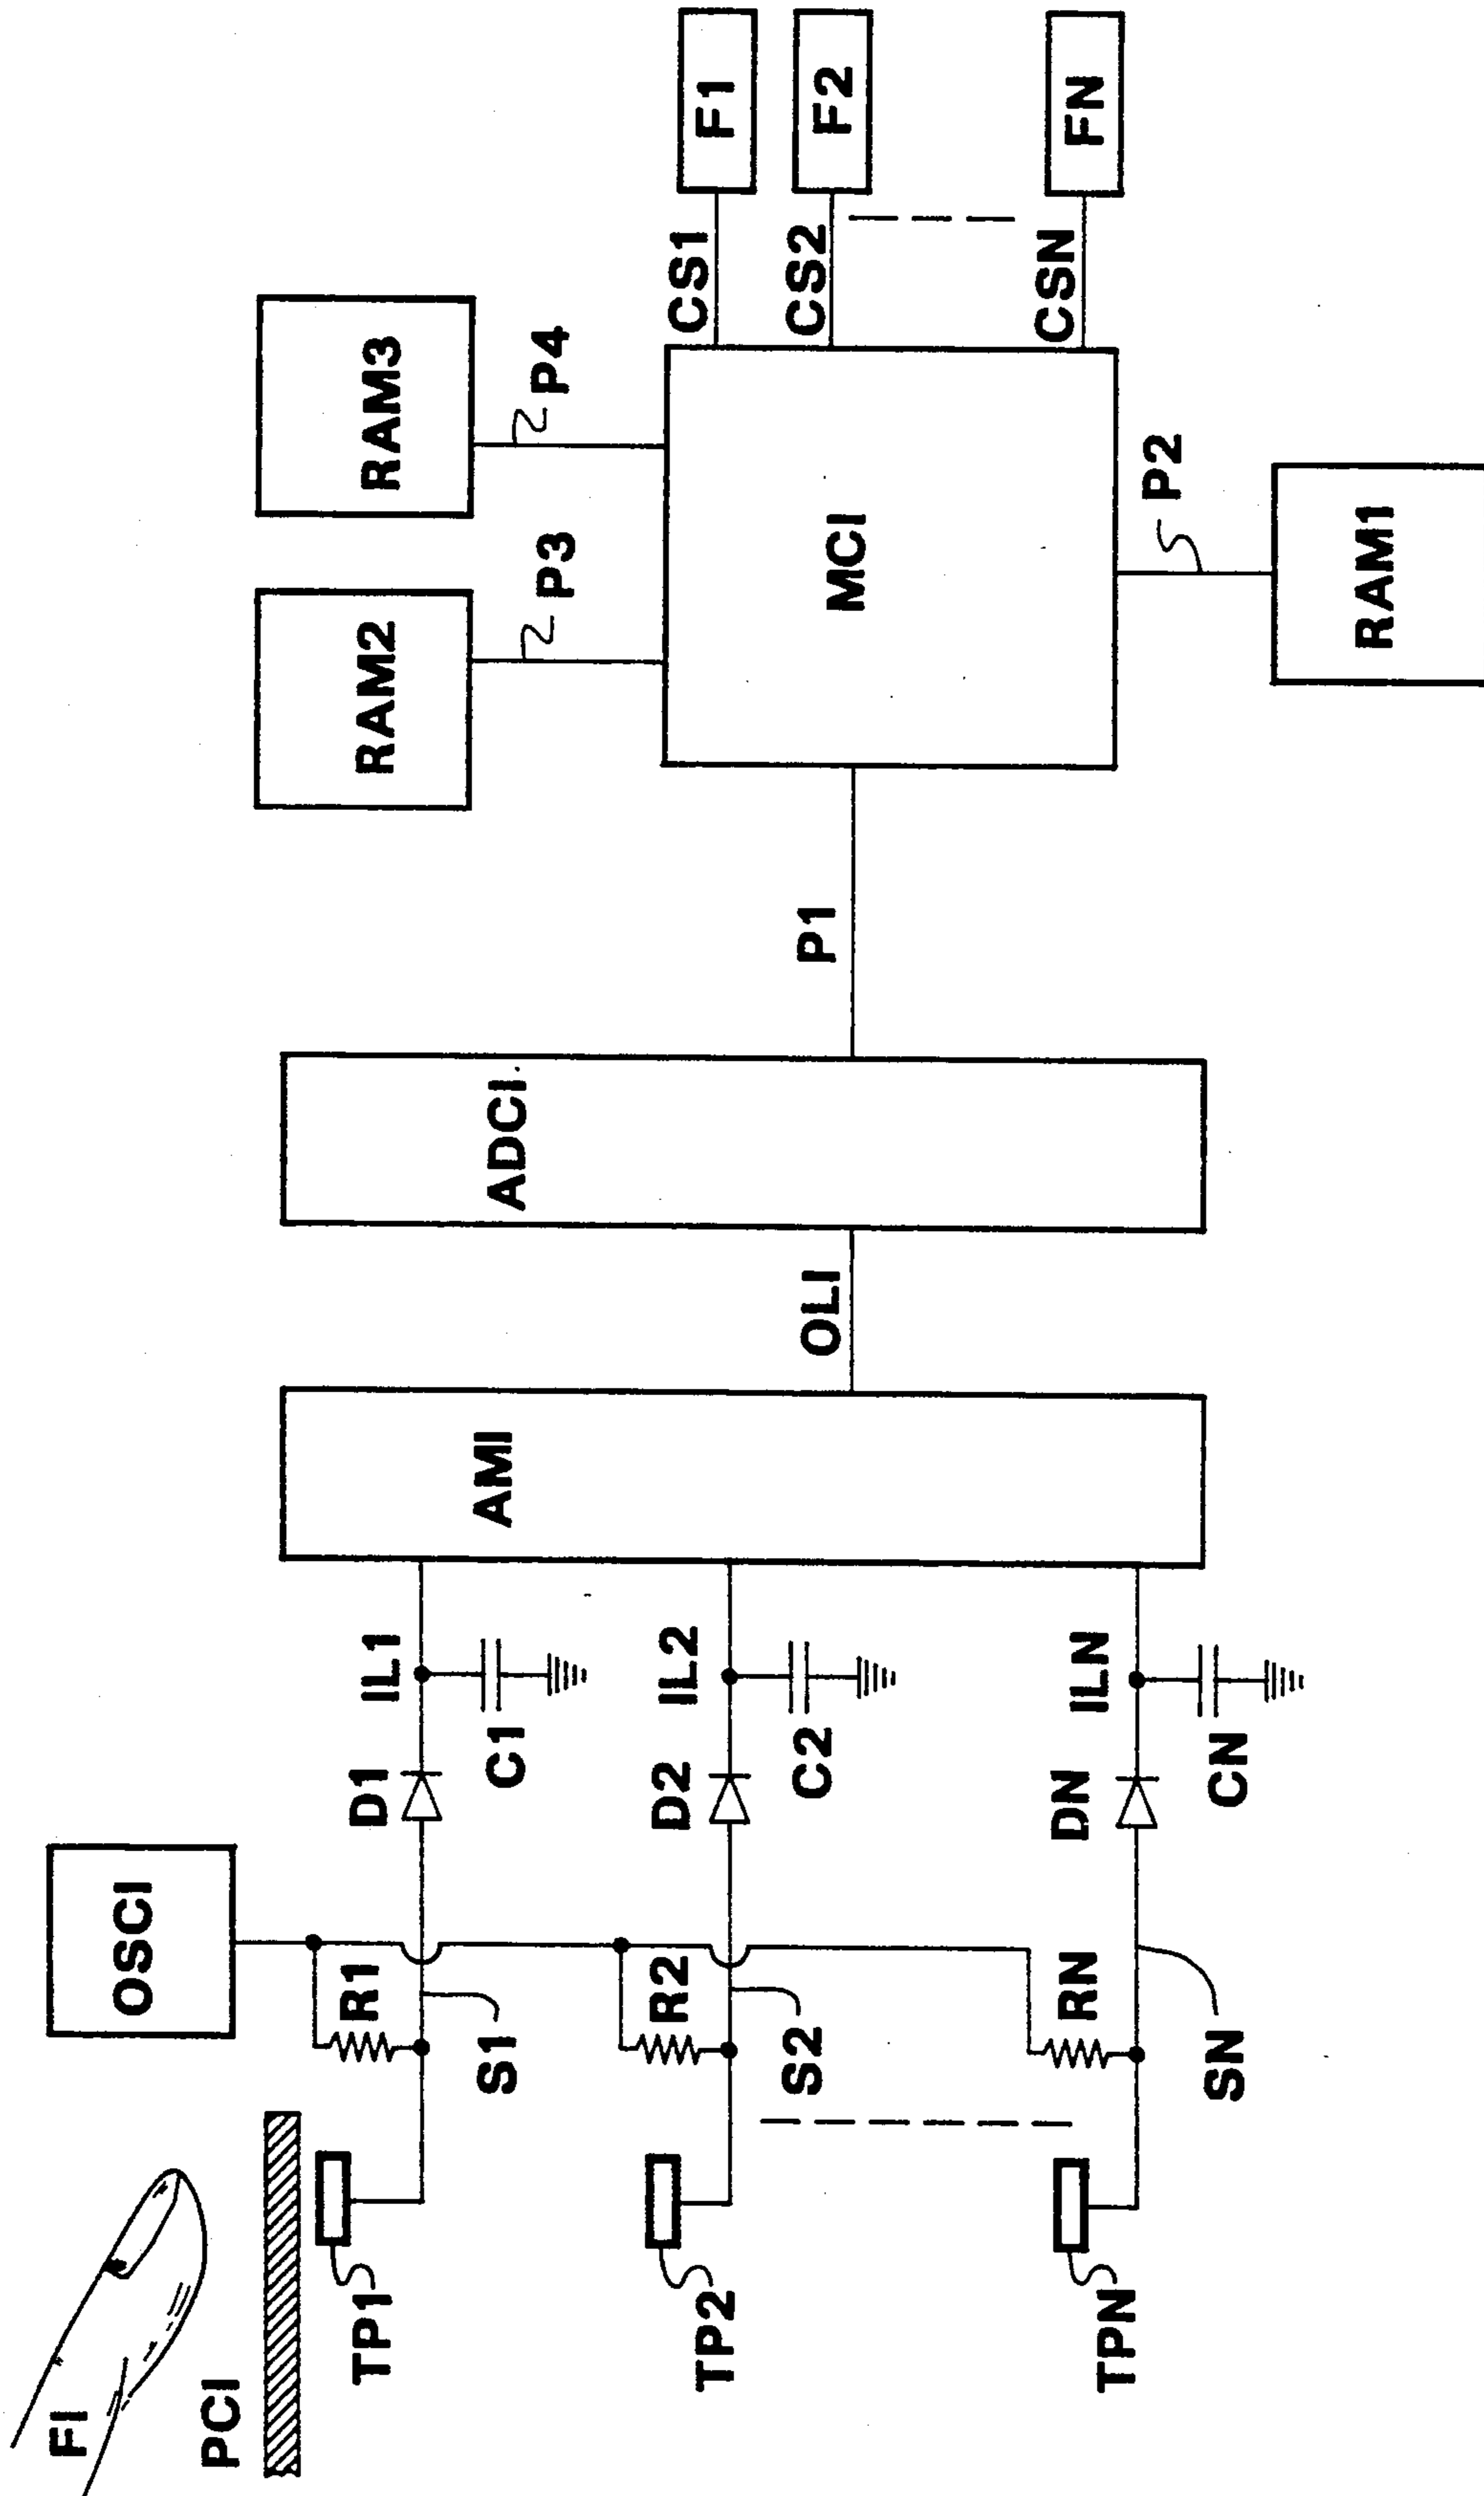 FI
PCI
TP1
TP2
TPN
OSCI
R1
R2
RN
S1
S2
SN
D1
D2
DN
C1
C2
CN
IL1
IL2
ILN
AMI
OLI
ADCI
P1
RAM2
RAM3
P3
P4
MCI
P2
RAM1
CS1
CS2
CSN
F1
F2
FN